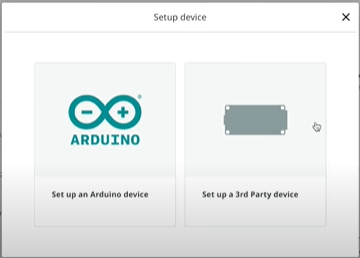 Setup device
ARDUINO
Set up an Arduino device
Set up a 3rd Party device